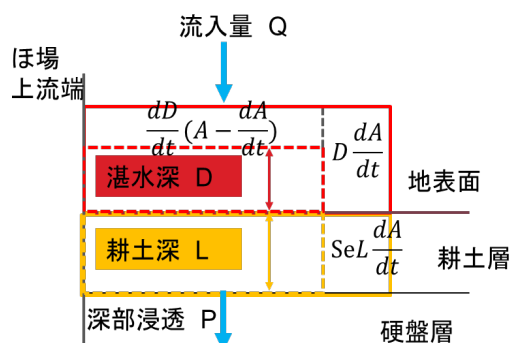 流入量 Q
ほ場
上流端
dD/dt (A − dA/dt)
D dA/dt
湛水深 D
地表面
耕土深 L
SeL dA/dt
耕土層
深部浸透 P
硬盤層